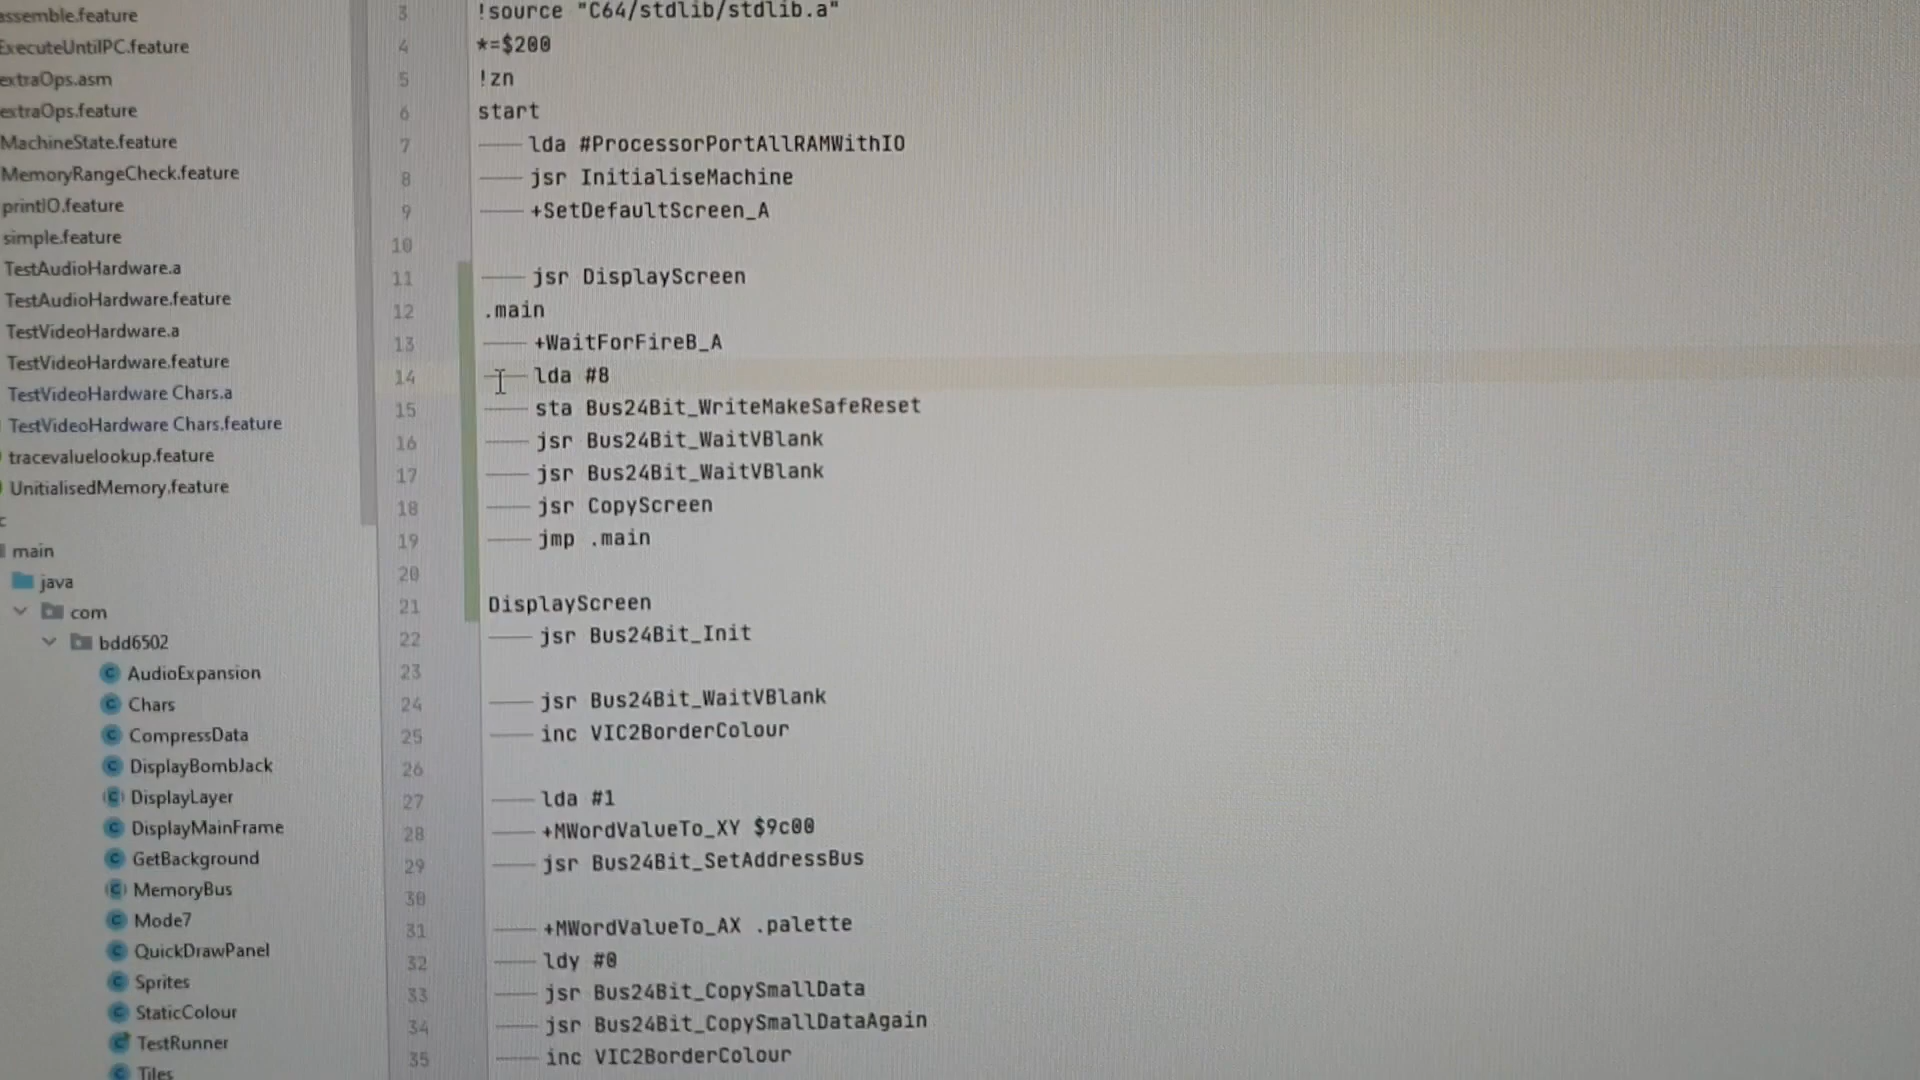 assemble.feature
ExecuteUntilPC.feature
extraOps.asm
extraOps.feature
MachineState.feature
MemoryRangeCheck.feature
printIO.feature
simple.feature
TestAudioHardware.a
TestAudioHardware.feature
TestVideoHardware.a
TestVideoHardware.feature
TestVideoHardware Chars.a
TestVideoHardware Chars.feature
tracevaluelookup.feature
UnitialisedMemory.feature
c
main
java
com
bdd6502
AudioExpansion
Chars
CompressData
DisplayBombJack
DisplayLayer
DisplayMainFrame
GetBackground
MemoryBus
Mode7
QuickDrawPanel
Sprites
StaticColour
TestRunner
Tiles
3 !source "C64/stdlib/stdlib.a"
4 *=$200
5 !zn
6 start
7 lda #ProcessorPortAllRAMWithIO
8 jsr InitialiseMachine
9 +SetDefaultScreen_A
10
11 jsr DisplayScreen
12 .main
13 +WaitForFireB_A
14 lda #8
15 sta Bus24Bit_WriteMakeSafeReset
16 jsr Bus24Bit_WaitVBlank
17 jsr Bus24Bit_WaitVBlank
18 jsr CopyScreen
19 jmp .main
20
21 DisplayScreen
22 jsr Bus24Bit_Init
23
24 jsr Bus24Bit_WaitVBlank
25 inc VIC2BorderColour
26
27 lda #1
28 +MWordValueTo_XY $9c00
29 jsr Bus24Bit_SetAddressBus
30
31 +MWordValueTo_AX .palette
32 ldy #0
33 jsr Bus24Bit_CopySmallData
34 jsr Bus24Bit_CopySmallDataAgain
35 inc VIC2BorderColour